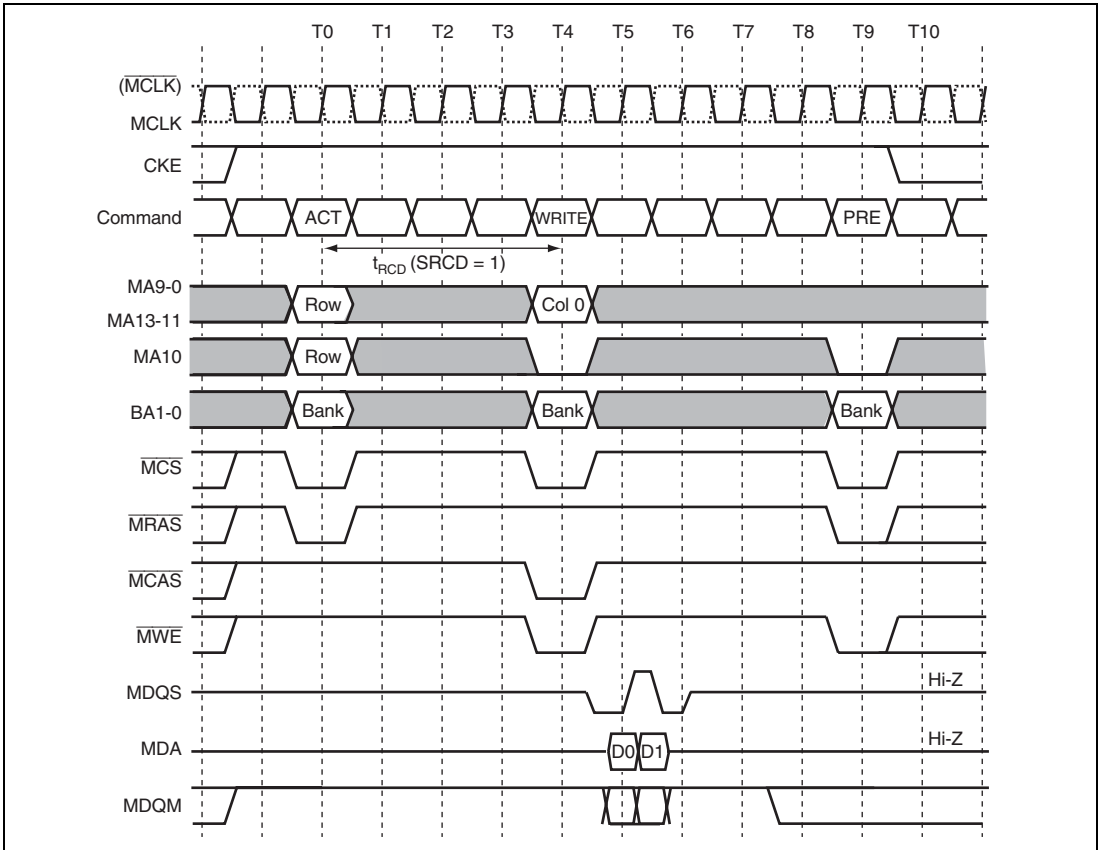 T0 T1 T2 T3 T4 T5 T6 T7 T8 T9 T10
(MCLK)
MCLK
CKE
Command ACT WRITE PRE
tRCD (SRCD = 1)
MA9-0
Row Col 0
MA13-11
MA10 Row
BA1-0 Bank Bank Bank
MCS
MRAS
MCAS
MWE
MDQS Hi-Z
MDA D0 D1 Hi-Z
MDQM